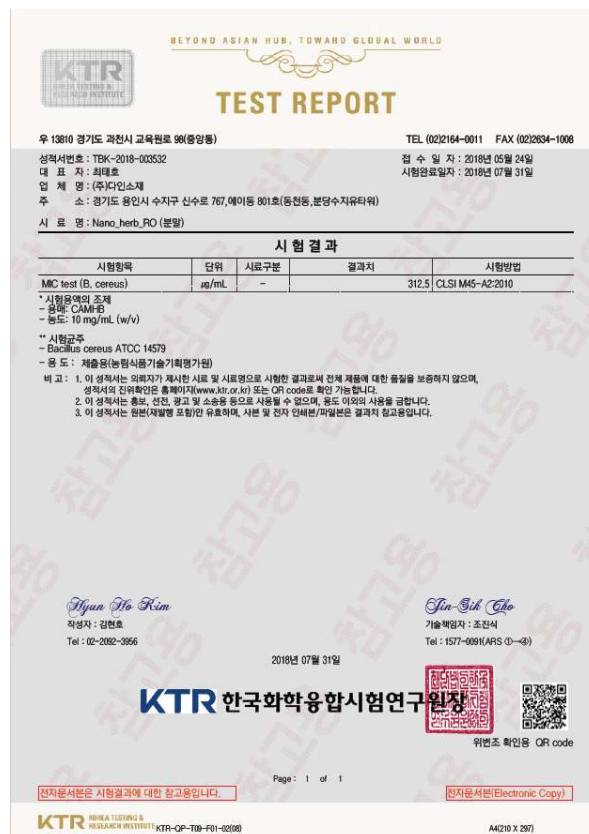 BEYOND ASIAN HUB, TOWARD GLOBAL WORLD
KTR
KOREA TESTING &
RESEARCH INSTITUTE
TEST REPORT
우 13810 경기도 과천시 교육원로 98(중앙동)
TEL (02)2164-0011 FAX (02)2634-1008
성적서번호 : TBK-2018-003532
접 수 일 자 : 2018년 05월 24일
대 표 자 : 최태호
시험완료일자 : 2018년 07월 31일
업 체 명 : (주)다인소재
주 소 : 경기도 용인시 수지구 신수로 767,에이동 801호(동천동,분당수지유타워)
시 료 명 : Nano_herb_RO (분말)
시 험 결 과
시험항목 단위 시료구분 결과치 시험방법
MIC test (B. cereus) μg/mL - 312.5 CLSI M45-A2:2010
* 시험용액의 조제
- 용매: CAMHB
- 농도: 10 mg/mL (w/v)
** 시험균주
- Bacillus cereus ATCC 14579
- 용 도 : 제출용(농림식품기술기획평가원)
비 고 : 1. 이 성적서는 의뢰자가 제시한 시료 및 시료명으로 시험한 결과로써 전체 제품에 대한 품질을 보증하지 않으며,
성적서의 진위확인은 홈페이지(www.ktr.or.kr) 또는 QR code로 확인 가능합니다.
2. 이 성적서는 홍보, 선전, 광고 및 소송용 등으로 사용될 수 없으며, 용도 이외의 사용을 금합니다.
3. 이 성적서는 원본(재발행 포함)만 유효하며, 사본 및 전자 인쇄본/파일본은 결과치 참고용입니다.
참고용
Hyun Ho Kim
Jin-Sik Cho
작성자 : 김현호
기술책임자 : 조진식
Tel : 02-2092-3956
Tel : 1577-0091(ARS ①→④)
2018년 07월 31일
KTR 한국화학융합시험연구원장
위변조 확인용 QR code
Page : 1 of 1
전자문서본은 시험결과에 대한 참고용입니다.
전자문서본(Electronic Copy)
KTR KOREA TESTING &
RESEARCH INSTITUTE KTR-QP-T09-F01-02(08)
A4(210 X 297)